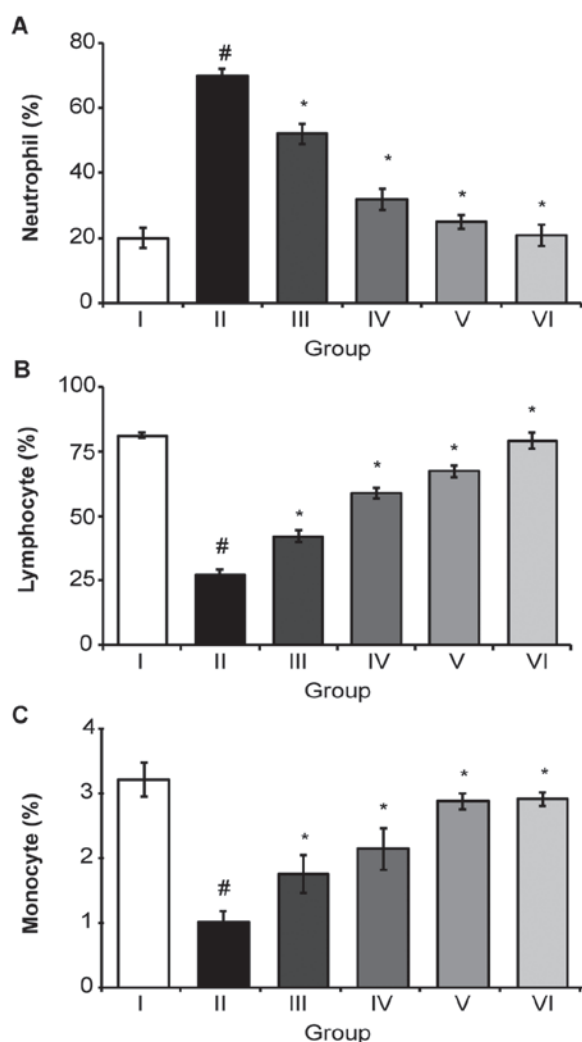 A
Neutrophil (%)
80
60
40
20
0
#
*
*
*
*
I II III IV V VI
Group
B
Lymphocyte (%)
100
75
50
25
0
#
*
*
*
*
I II III IV V VI
Group
C
Monocyte (%)
4
3
2
1
0
#
*
*
*
*
I II III IV V VI
Group